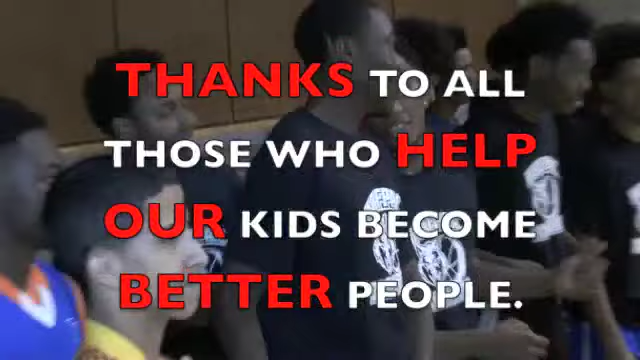 THANKS TO ALL
THOSE WHO HELP
OUR KIDS BECOME
BETTER PEOPLE.